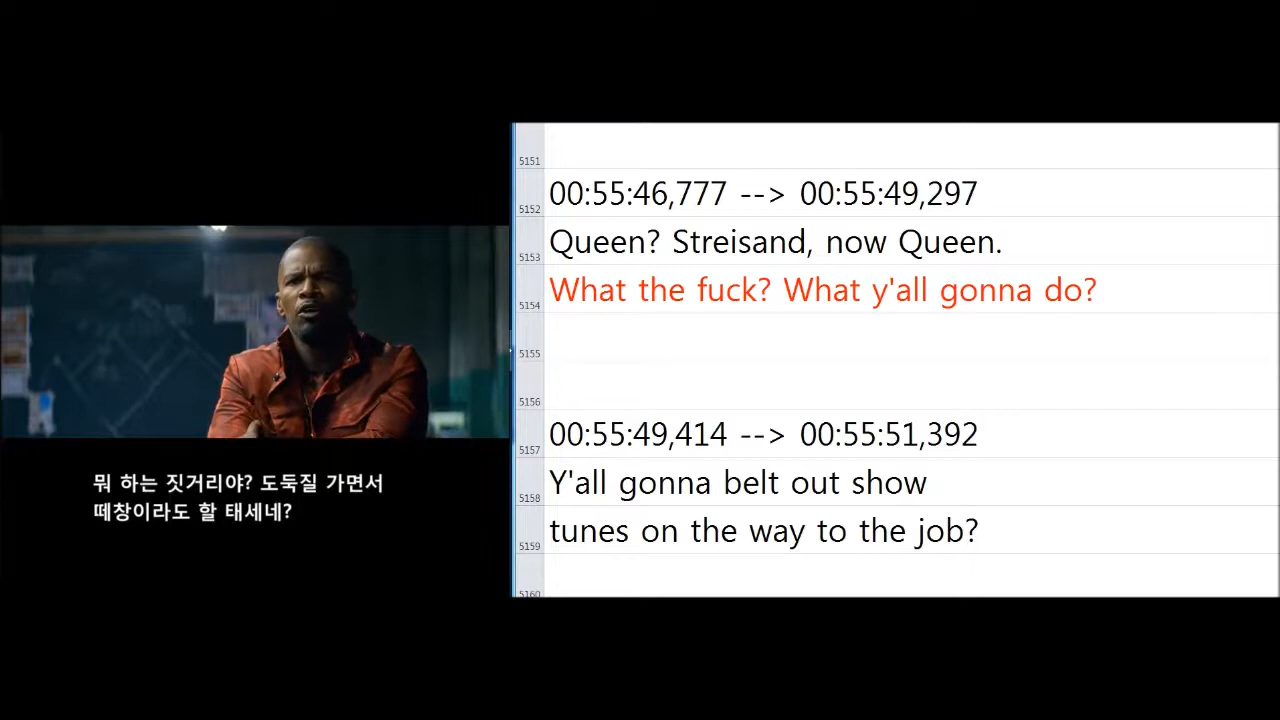 뭐 하는 짓거리야? 도둑질 가면서
떼창이라도 할 태세네?
5151
5152 00:55:46,777 --> 00:55:49,297
5153 Queen? Streisand, now Queen.
5154 What the fuck? What y'all gonna do?
5155
5156
5157 00:55:49,414 --> 00:55:51,392
5158 Y'all gonna belt out show
5159 tunes on the way to the job?
5160